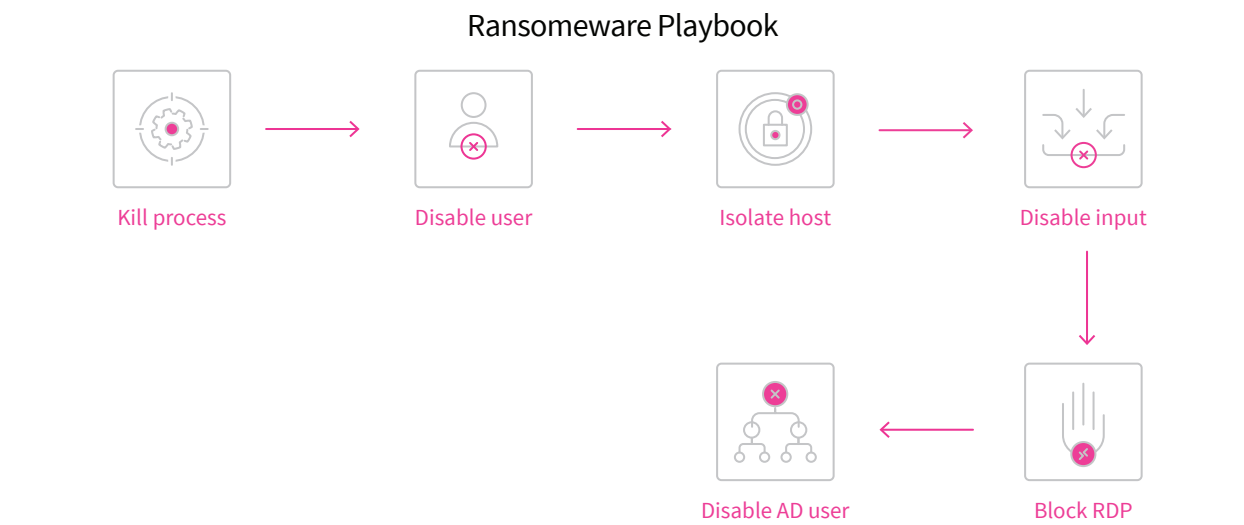 Ransomeware Playbook
Kill process
Disable user
Isolate host
Disable input
Block RDP
Disable AD user